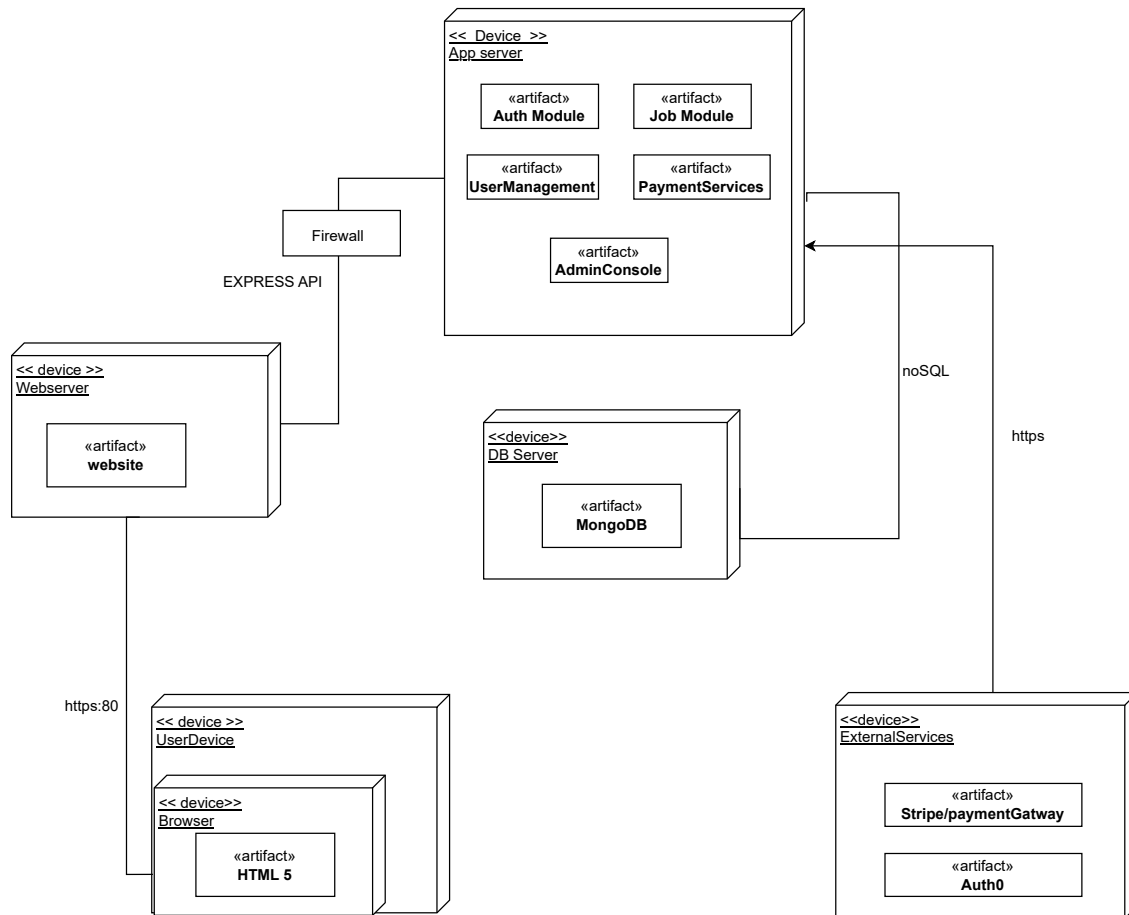 <<  Device  >>
App server
«artifact»
Auth Module
«artifact»
Job Module
«artifact»
UserManagement
«artifact»
PaymentServices
«artifact»
AdminConsole
Firewall
EXPRESS API
<< device >>
Webserver
«artifact»
website
noSQL
<<device>>
DB Server
«artifact»
MongoDB
https
https:80
<< device >>
UserDevice
<< device>>
Browser
«artifact»
HTML 5
<<device>>
ExternalServices
«artifact»
Stripe/paymentGatway
«artifact»
Auth0